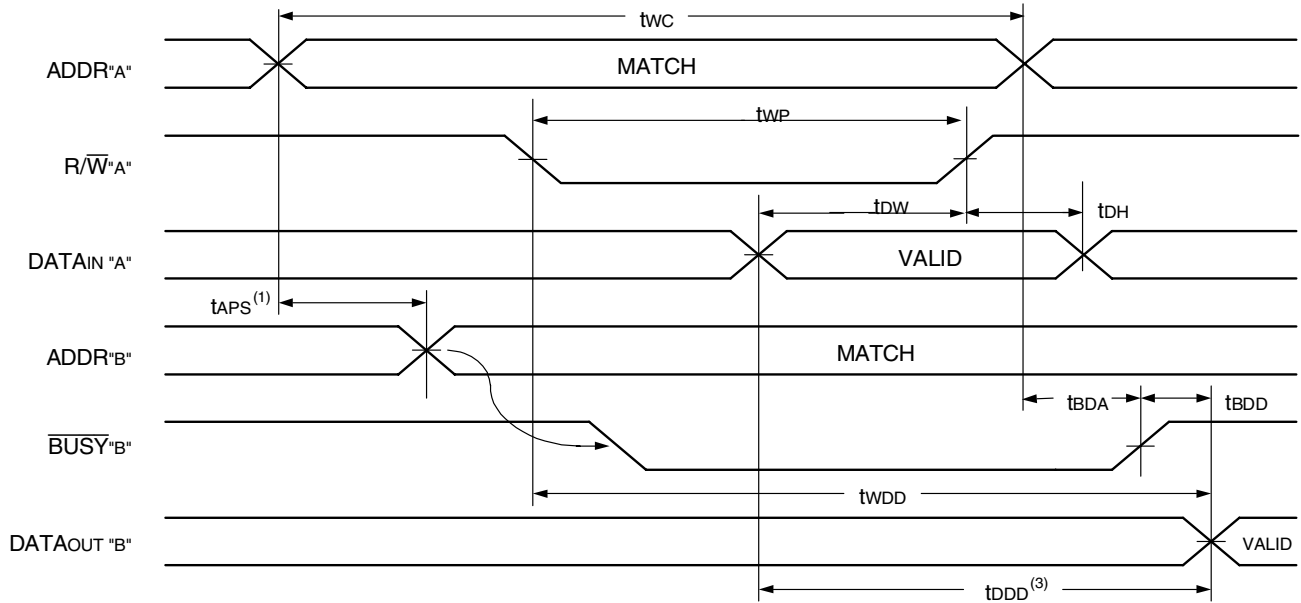 tWC
ADDR"A" MATCH
tWP
R/W̅"A"
tDW tDH
DATAIN "A" VALID
tAPS(1)
ADDR"B" MATCH
tBDA tBDD
B̅U̅S̅Y̅"B"
tWDD
DATAOUT "B" VALID
tDDD(3)